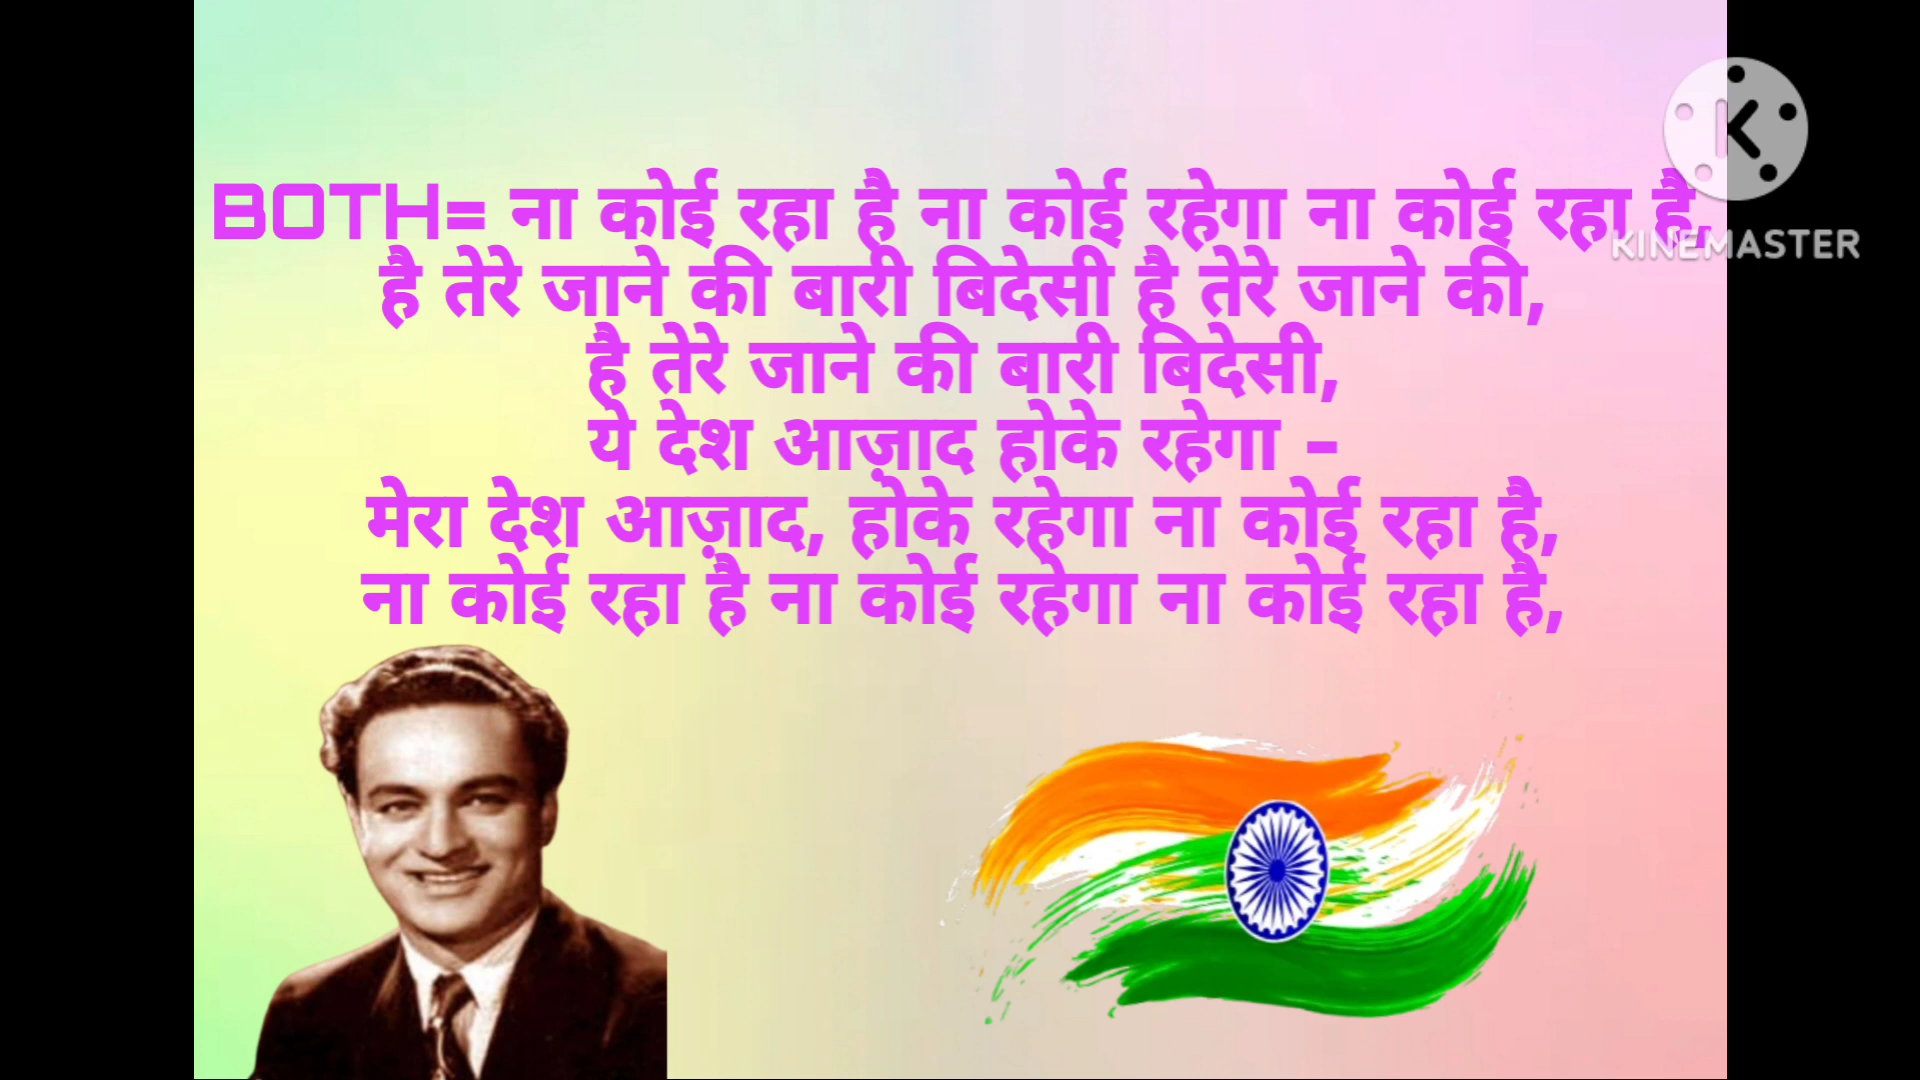 BOTH= ना कोई रहा है ना कोई रहेगा ना कोई रहा है,
है तेरे जाने की बारी बिदेसी है तेरे जाने की,
है तेरे जाने की बारी बिदेसी,
ये देश आज़ाद होके रहेगा -
मेरा देश आज़ाद, होके रहेगा ना कोई रहा है,
ना कोई रहा है ना कोई रहेगा ना कोई रहा है,
KINEMASTER